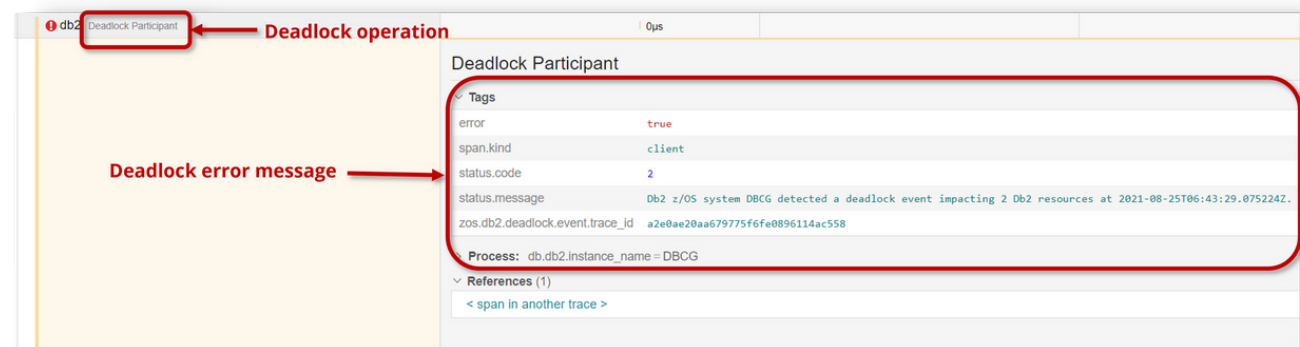 db2 Deadlock Participant
Deadlock operation
0μs
Deadlock Participant
Tags
error true
span.kind client
status.code 2
Deadlock error message
status.message Db2 z/OS system DBCG detected a deadlock event impacting 2 Db2 resources at 2021-08-25T06:43:29.075224Z.
zos.db2.deadlock.event.trace_id a2e0ae20aa679775f6fe0896114ac558
Process: db.db2.instance_name = DBCG
References (1)
< span in another trace >